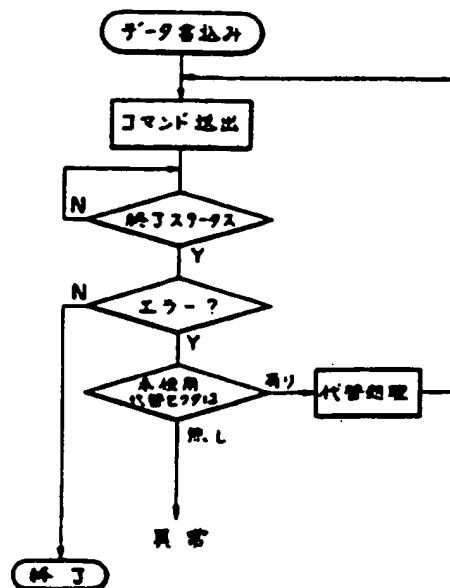 データ書込み
コマンド送出
N
終了ステータス
Y
N
エラー?
Y
未使用
代替セクタは
有り
代替処理
無し
異常
終了